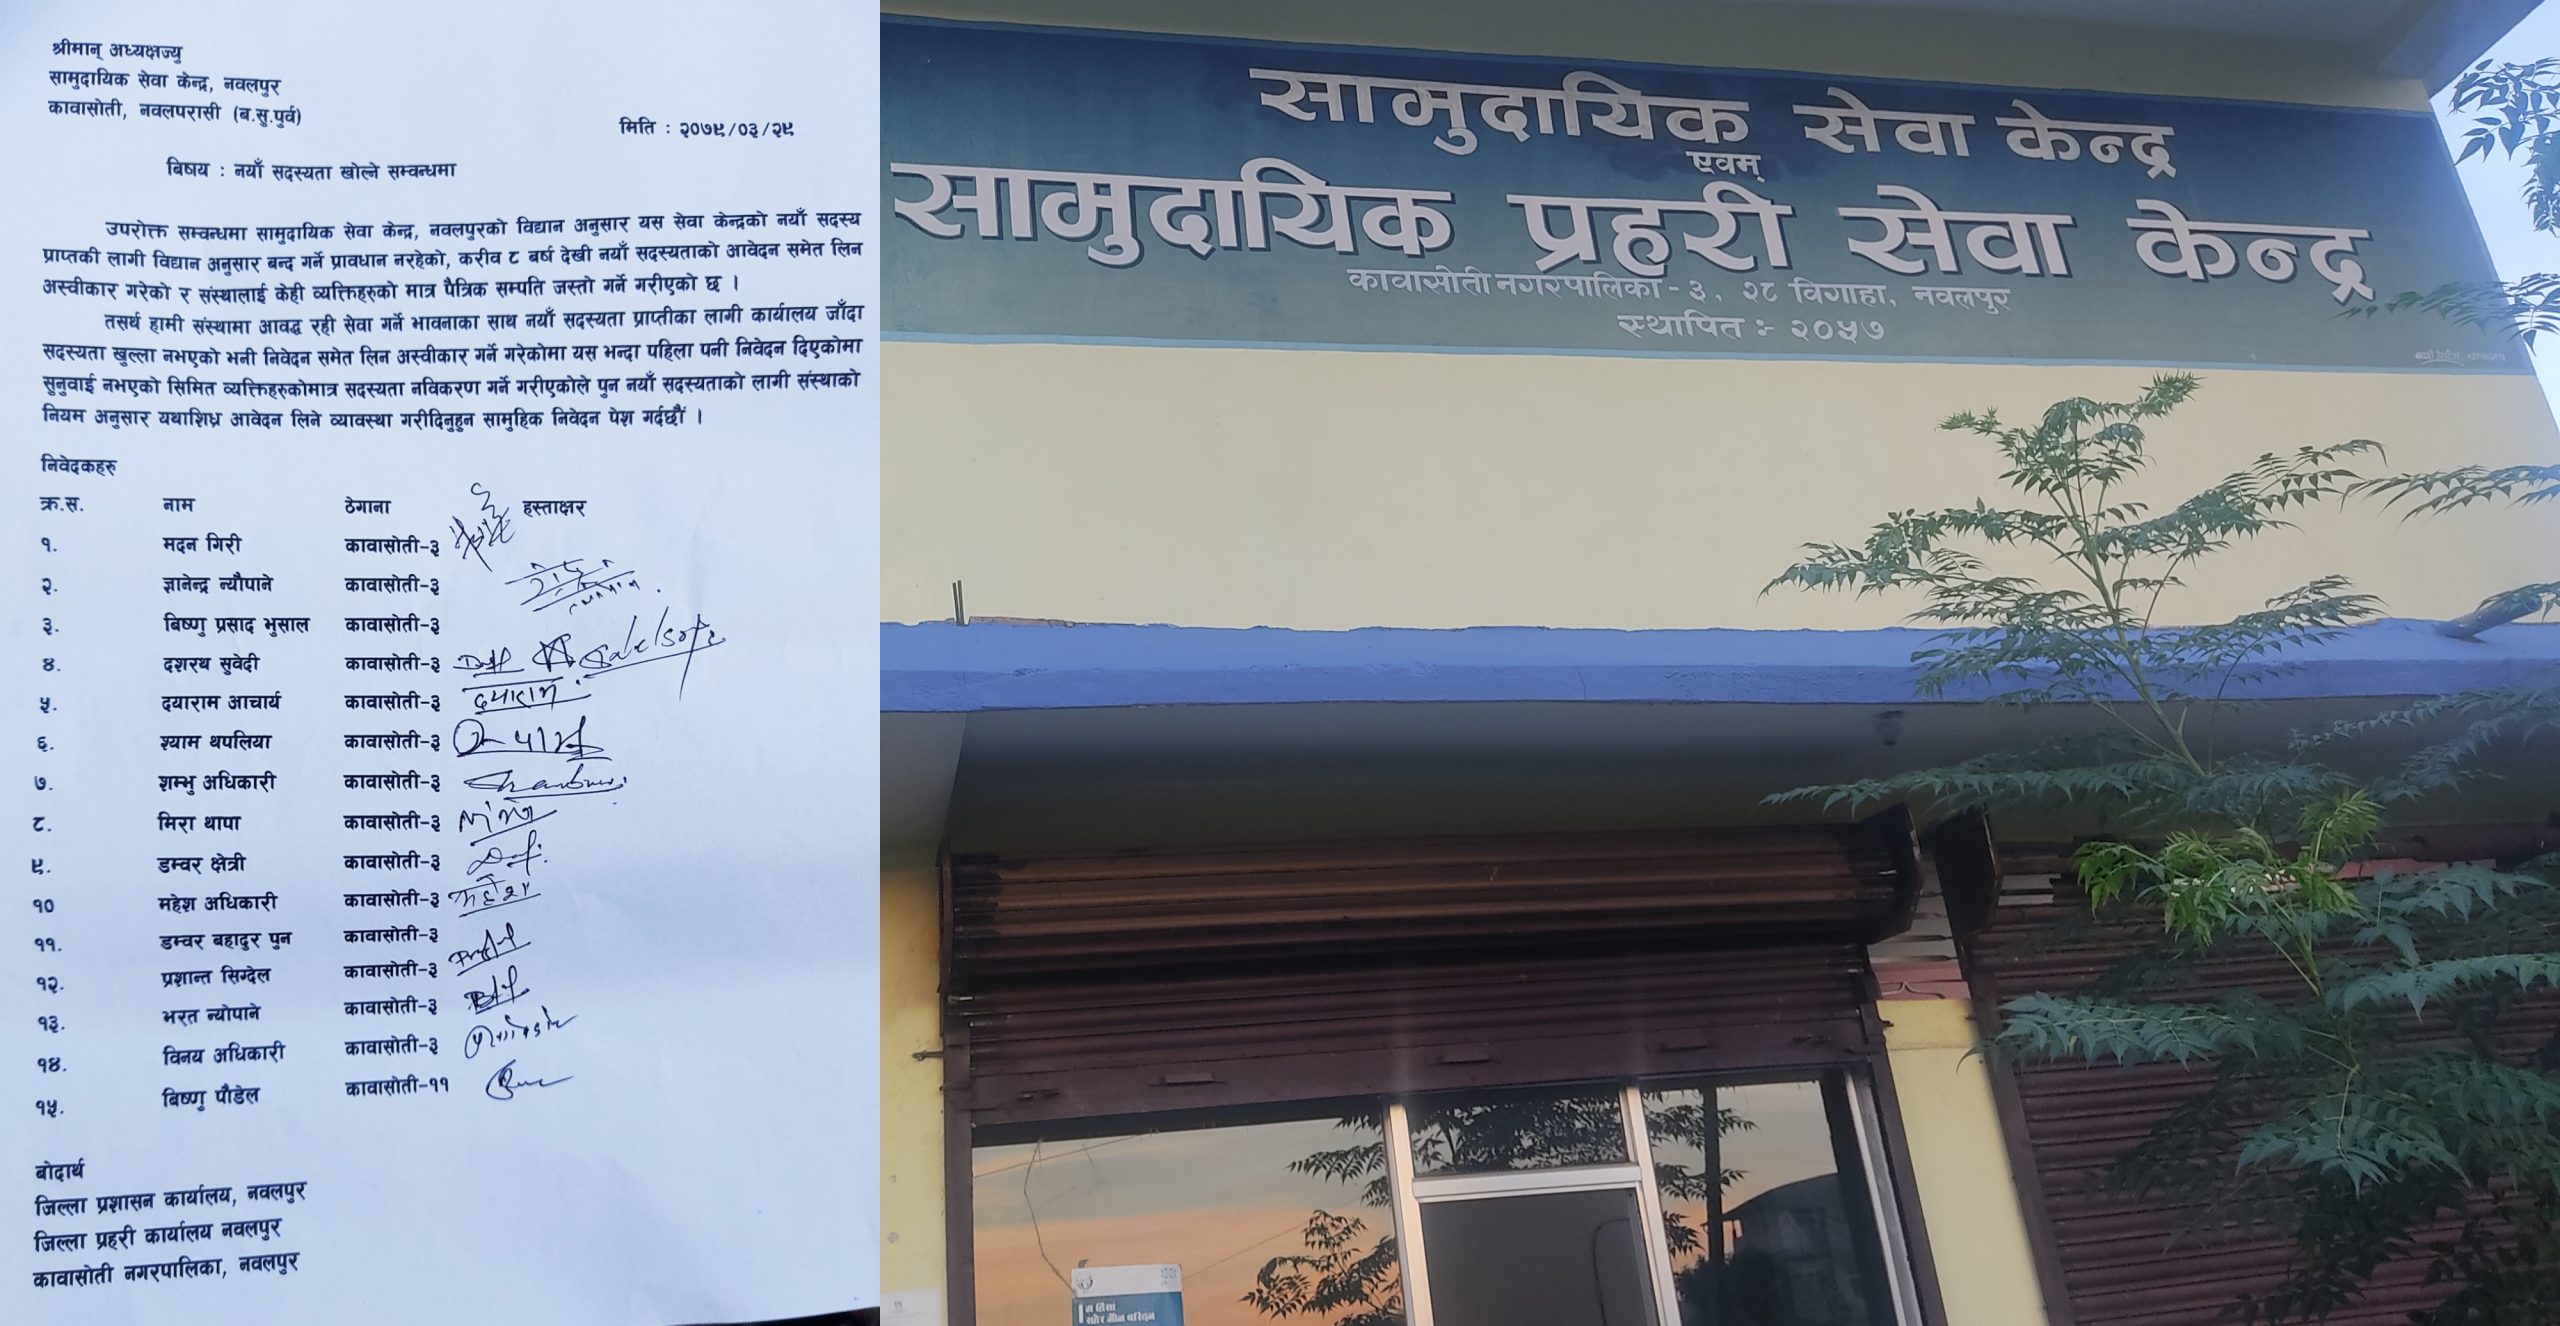 श्रीमान् अध्यक्षज्यु
सामुदायिक सेवा केन्द्र, नवलपुर
कावासोती, नवलपरासी (ब.सु.पुर्व)
मिति : २०७९/०३/२९
बिषय : नयाँ सदस्यता खोल्ने सम्वन्धमा
उपरोक्त सम्वन्धमा सामुदायिक सेवा केन्द्र, नवलपुरको विद्यान अनुसार यस सेवा केन्द्रको नयाँ सदस्य
प्राप्तकी लागी विद्यान अनुसार बन्द गर्ने प्रावधान नरहेको, करीव ८ बर्ष देखी नयाँ सदस्यताको आवेदन समेत लिन
अस्वीकार गरेको र संस्थालाई केही व्यक्तिहरुको मात्र पैत्रिक सम्पति जस्तो गर्ने गरीएको छ ।
तसर्थ हामी संस्थामा आवद्ध रही सेवा गर्ने भावनाका साथ नयाँ सदस्यता प्राप्तीका लागी कार्यालय जाँदा
सदस्यता खुल्ला नभएको भनी निवेदन समेत लिन अस्वीकार गर्ने गरेकोमा यस भन्दा पहिला पनी निवेदन दिएकोमा
सुनुवाई नभएको सिमित व्यक्तिहरुकोमात्र सदस्यता नविकरण गर्ने गरीएकोले पुन नयाँ सदस्यताको लागी संस्थाको
नियम अनुसार यथाशिध्र आवेदन लिने व्यावस्था गरीदिनुहुन सामुहिक निवेदन पेश गर्दछौं ।
निवेदकहरु
क्र.स. नाम ठेगाना हस्ताक्षर
१. मदन गिरी कावासोती-३
२. ज्ञानेन्द्र न्यौपाने कावासोती-३
३. बिष्णु प्रसाद भुसाल कावासोती-३
४. दशरथ सुवेदी कावासोती-३
५. दयाराम आचार्य कावासोती-३ दयाराम
६. श्याम थपलिया कावासोती-३
७. शम्भु अधिकारी कावासोती-३
८. मिरा थापा कावासोती-३
९. डम्वर क्षेत्री कावासोती-३
१० महेश अधिकारी कावासोती-३ महेश
११. डम्वर बहादुर पुन कावासोती-३
१२. प्रशान्त सिग्देल कावासोती-३
१३. भरत न्योपाने कावासोती-३
१४. विनय अधिकारी कावासोती-३
१५. बिष्णु पौडेल कावासोती-११
बोदार्थ
जिल्ला प्रशासन कार्यालय, नवलपुर
जिल्ला प्रहरी कार्यालय नवलपुर
कावासोती नगरपालिका, नवलपुर
सामुदायिक सेवा केन्द्र
एवम्
सामुदायिक प्रहरी सेवा केन्द्र
कावासोती नगरपालिका - ३, २८ विगाहा, नवलपुर
स्थापित :- २०५७